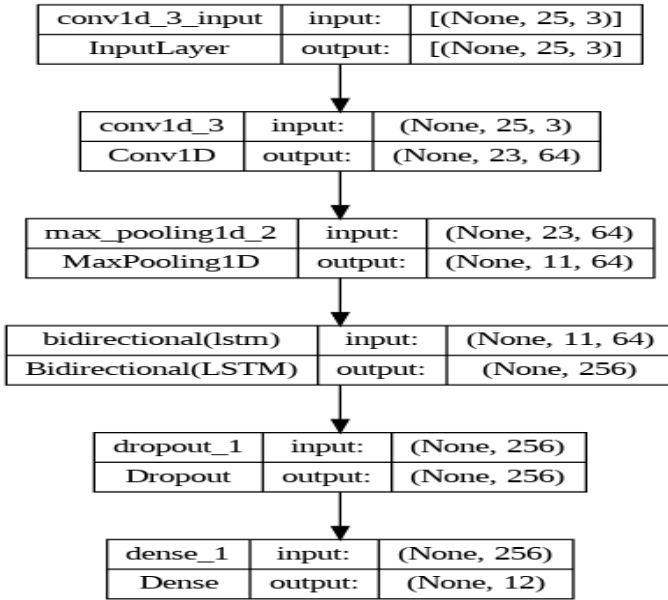 conv1d_3_input input: [(None, 25, 3)]
InputLayer output: [(None, 25, 3)]
conv1d_3 input: (None, 25, 3)
Conv1D output: (None, 23, 64)
max_pooling1d_2 input: (None, 23, 64)
MaxPooling1D output: (None, 11, 64)
bidirectional(lstm) input: (None, 11, 64)
Bidirectional(LSTM) output: (None, 256)
dropout_1 input: (None, 256)
Dropout output: (None, 256)
dense_1 input: (None, 256)
Dense output: (None, 12)